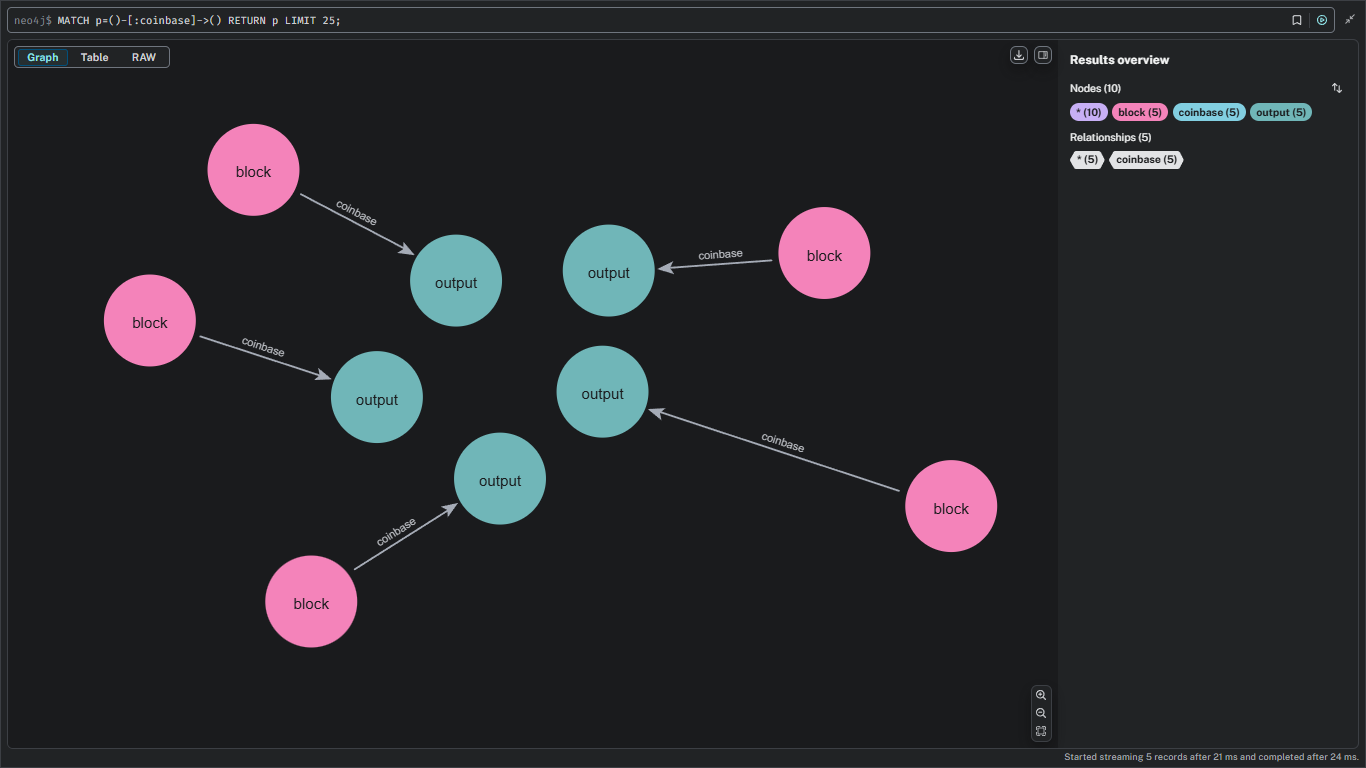 neo4j$ MATCH p=()-[:coinbase]->() RETURN p LIMIT 25;
Graph Table RAW
Results overview
Nodes (10)
* (10) block (5) coinbase (5) output (5)
Relationships (5)
* (5) coinbase (5)
block
coinbase
output
block
coinbase
output
block
coinbase
output
output
coinbase
block
output
coinbase
block
Started streaming 5 records after 21 ms and completed after 24 ms.